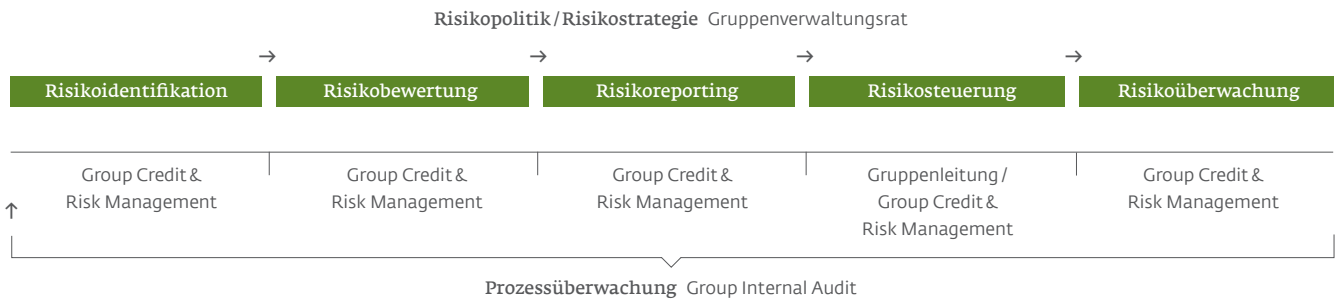 Risikopolitik / Risikostrategie Gruppenverwaltungsrat
→ → → →
Risikoidentifikation Risikobewertung Risikoreporting Risikosteuerung Risikoüberwachung
Group Credit & Group Credit & Group Credit & Gruppenleitung / Group Credit &
Risk Management Risk Management Risk Management Group Credit & Risk Management
↑
Risk Management
Prozessüberwachung Group Internal Audit